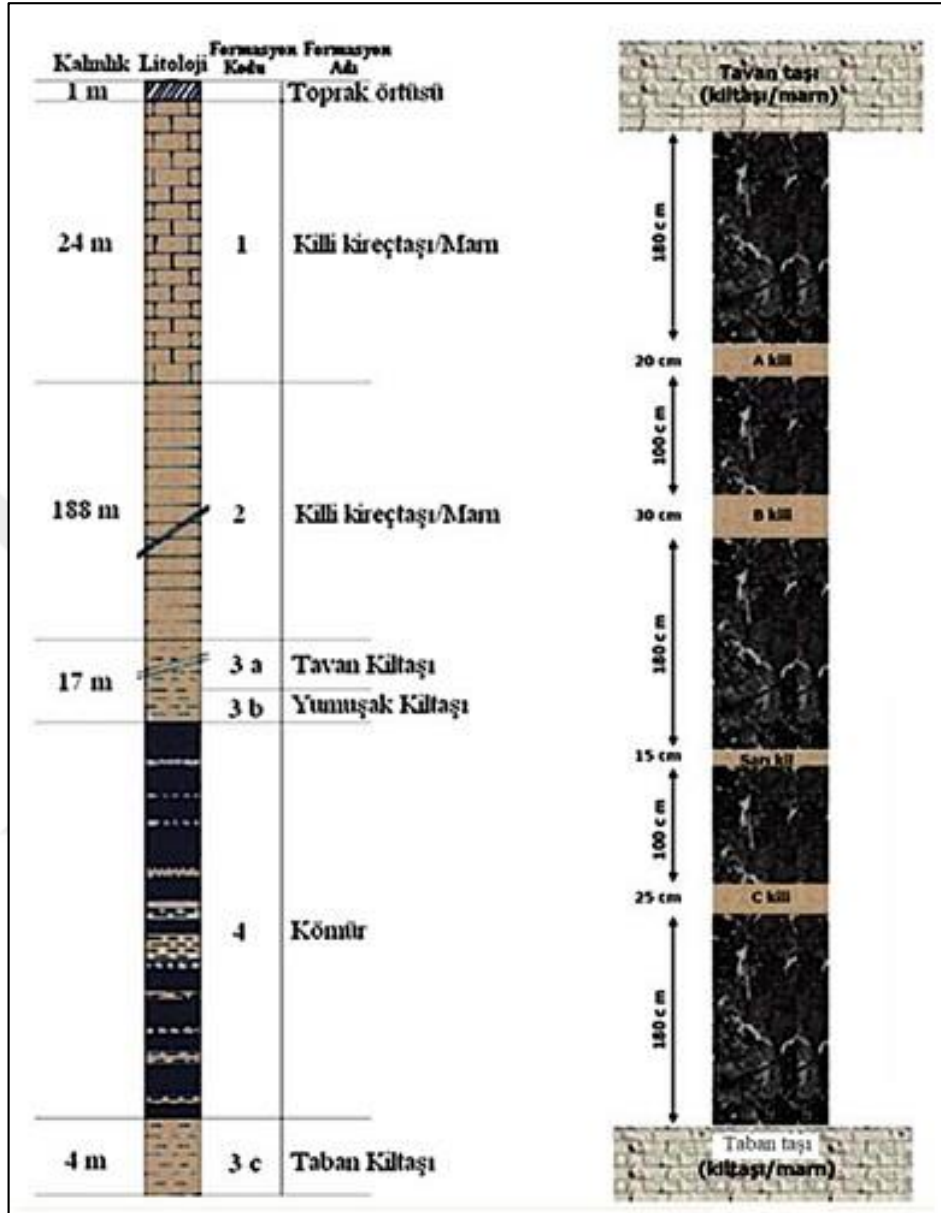 Kalınlık Litoloji Formasyon Kodu Formasyon Adı
1 m Toprak örtüsü
24 m 1 Killi kireçtaşı/Marn
188 m 2 Killi kireçtaşı/Marn
17 m
3 a Tavan Kiltaşı
3 b Yumuşak Kiltaşı
4 Kömür
4 m 3 c Taban Kiltaşı
Tavan taşı
(kiltaşı/marn)
180 cm
20 cm A kili
100 cm
30 cm B kili
180 cm
15 cm Sarı kil
100 cm
25 cm C kili
180 cm
Taban taşı
(kiltaşı/marn)